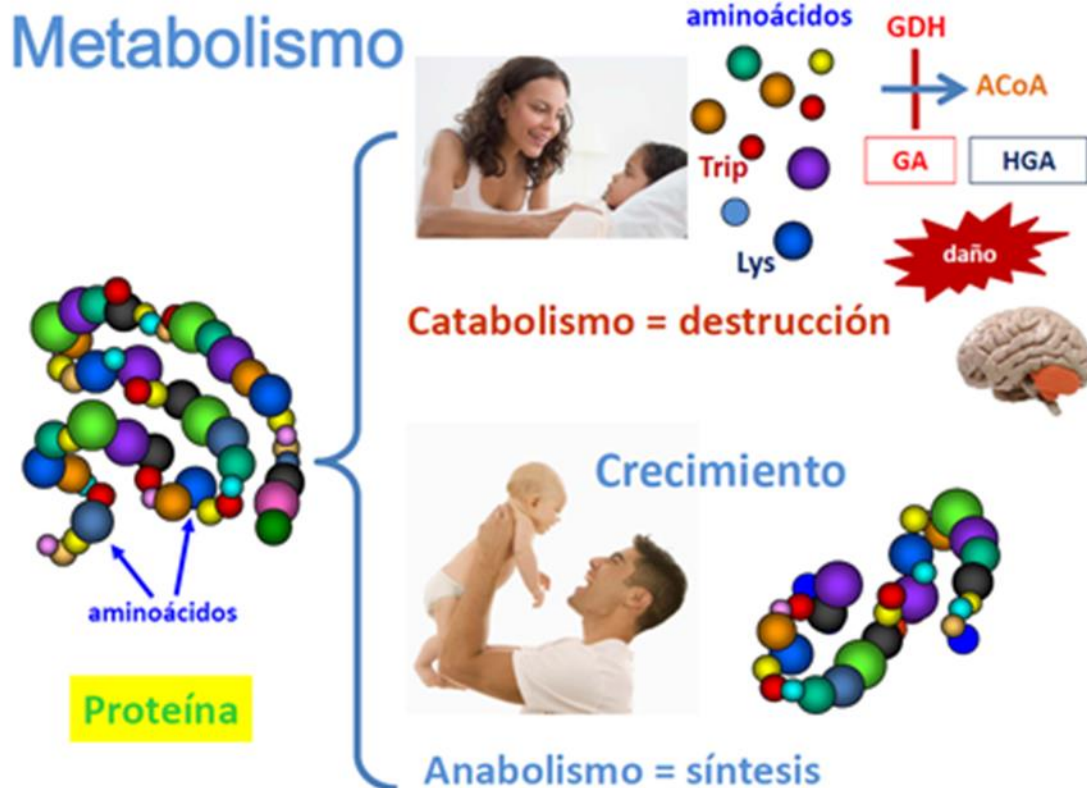 Metabolismo
aminoácidos
GDH
ACoA
GA
HGA
Trip
Lys
daño
Catabolismo = destrucción
Crecimiento
aminoácidos
Proteína
Anabolismo = síntesis